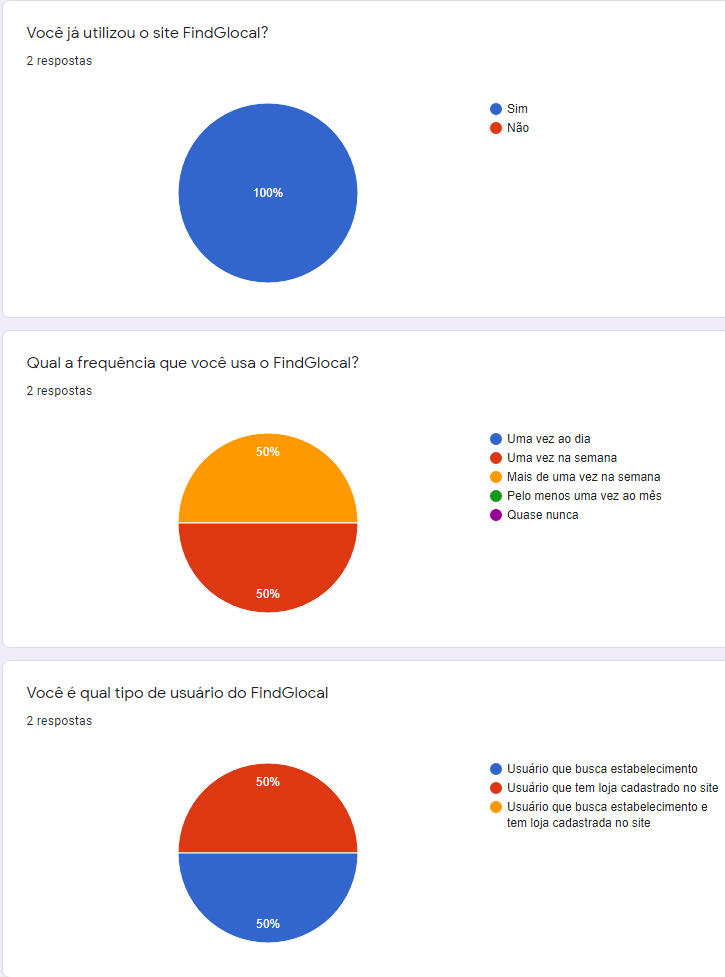 Você já utilizou o site FindGlocal?
2 respostas
100%
Sim
Não
Qual a frequência que você usa o FindGlocal?
2 respostas
50%
50%
Uma vez ao dia
Uma vez na semana
Mais de uma vez na semana
Pelo menos uma vez ao mês
Quase nunca
Você é qual tipo de usuário do FindGlocal
2 respostas
50%
50%
Usuário que busca estabelecimento
Usuário que tem loja cadastrado no site
Usuário que busca estabelecimento e
tem loja cadastrada no site